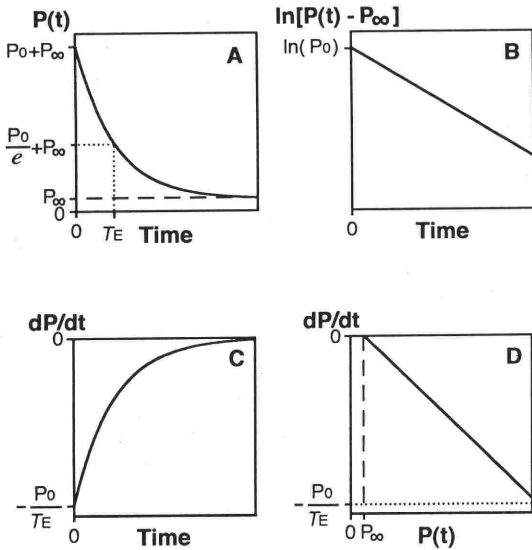 P(t)
A
P₀+P∞
P₀/e +P∞
P∞
0
0
TE
Time
ln[P(t) - P∞]
B
ln( P₀)
0
Time
dP/dt
C
0
- P₀/TE
0
Time
dP/dt
D
0
- P₀/TE
0 P∞
P(t)